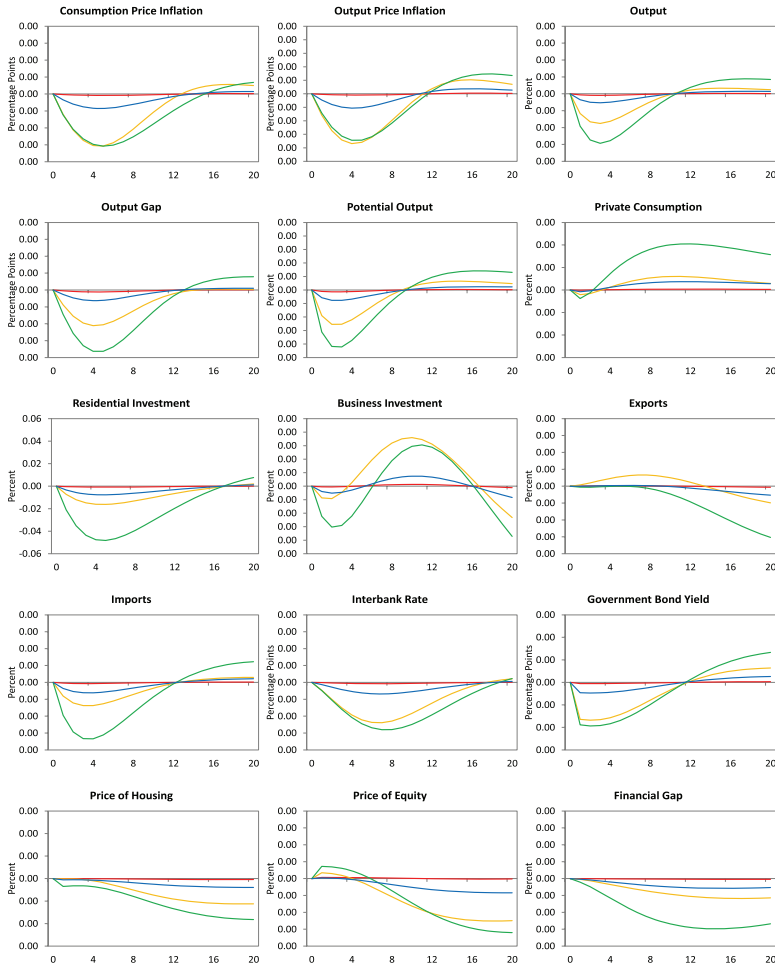 Consumption Price Inflation
Percentage Points
0.00
0.00
0.00
0.00
0.00
0.00
0.00
0.00
0.00
0 4 8 12 16 20
Output Price Inflation
Percentage Points
0.00
0.00
0.00
0.00
0.00
0.00
0.00
0.00
0.00
0 4 8 12 16 20
Output
Percent
0.00
0.00
0.00
0.00
0.00
0.00
0.00
0 4 8 12 16 20
Output Gap
Percentage Points
0.00
0.00
0.00
0.00
0.00
0.00
0.00
0 4 8 12 16 20
Potential Output
Percent
0.00
0.00
0.00
0.00
0.00
0.00
0.00
0.00
0.00
0.00
0.00
0 4 8 12 16 20
Private Consumption
Percent
0.00
0.00
0.00
0.00
0 4 8 12 16 20
Residential Investment
Percent
0.06
0.04
0.02
0.00
-0.02
-0.04
-0.06
0 4 8 12 16 20
Business Investment
Percent
0.00
0.00
0.00
0.00
0.00
0.00
0.00
0.00
0.00
0.00
0.00
0 4 8 12 16 20
Exports
Percent
0.00
0.00
0.00
0.00
0.00
0.00
0.00
0.00
0.00
0 4 8 12 16 20
Imports
Percent
0.00
0.00
0.00
0.00
0.00
0.00
0.00
0.00
0.00
0 4 8 12 16 20
Interbank Rate
Percentage Points
0.00
0.00
0.00
0.00
0.00
0.00
0.00
0.00
0.00
0 4 8 12 16 20
Government Bond Yield
Percentage Points
0.00
0.00
0.00
0.00
0.00
0.00
0.00
0 4 8 12 16 20
Price of Housing
Percent
0.00
0.00
0.00
0.00
0.00
0.00
0.00
0 4 8 12 16 20
Price of Equity
Percent
0.00
0.00
0.00
0.00
0.00
0.00
0.00
0.00
0.00
0 4 8 12 16 20
Financial Gap
Percent
0.00
0.00
0.00
0.00
0.00
0.00
0.00
0 4 8 12 16 20